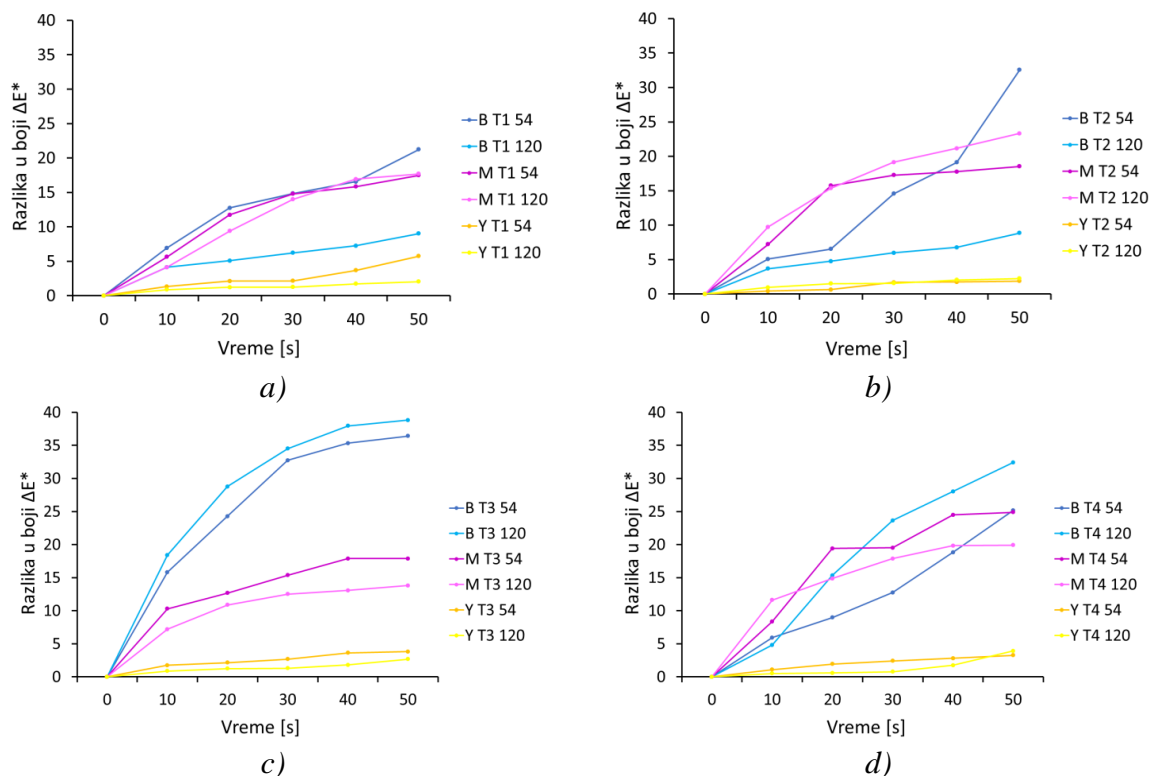 Razlika u boji ΔE*
40
35
30
25
20
15
10
5
0
0 10 20 30 40 50
Vreme [s]
B T1 54
B T1 120
M T1 54
M T1 120
Y T1 54
Y T1 120
a)
Razlika u boji ΔE*
40
35
30
25
20
15
10
5
0
0 10 20 30 40 50
Vreme [s]
B T2 54
B T2 120
M T2 54
M T2 120
Y T2 54
Y T2 120
b)
Razlika u boji ΔE*
40
35
30
25
20
15
10
5
0
0 10 20 30 40 50
Vreme [s]
B T3 54
B T3 120
M T3 54
M T3 120
Y T3 54
Y T3 120
c)
Razlika u boji ΔE*
40
35
30
25
20
15
10
5
0
0 10 20 30 40 50
Vreme [s]
B T4 54
B T4 120
M T4 54
M T4 120
Y T4 54
Y T4 120
d)